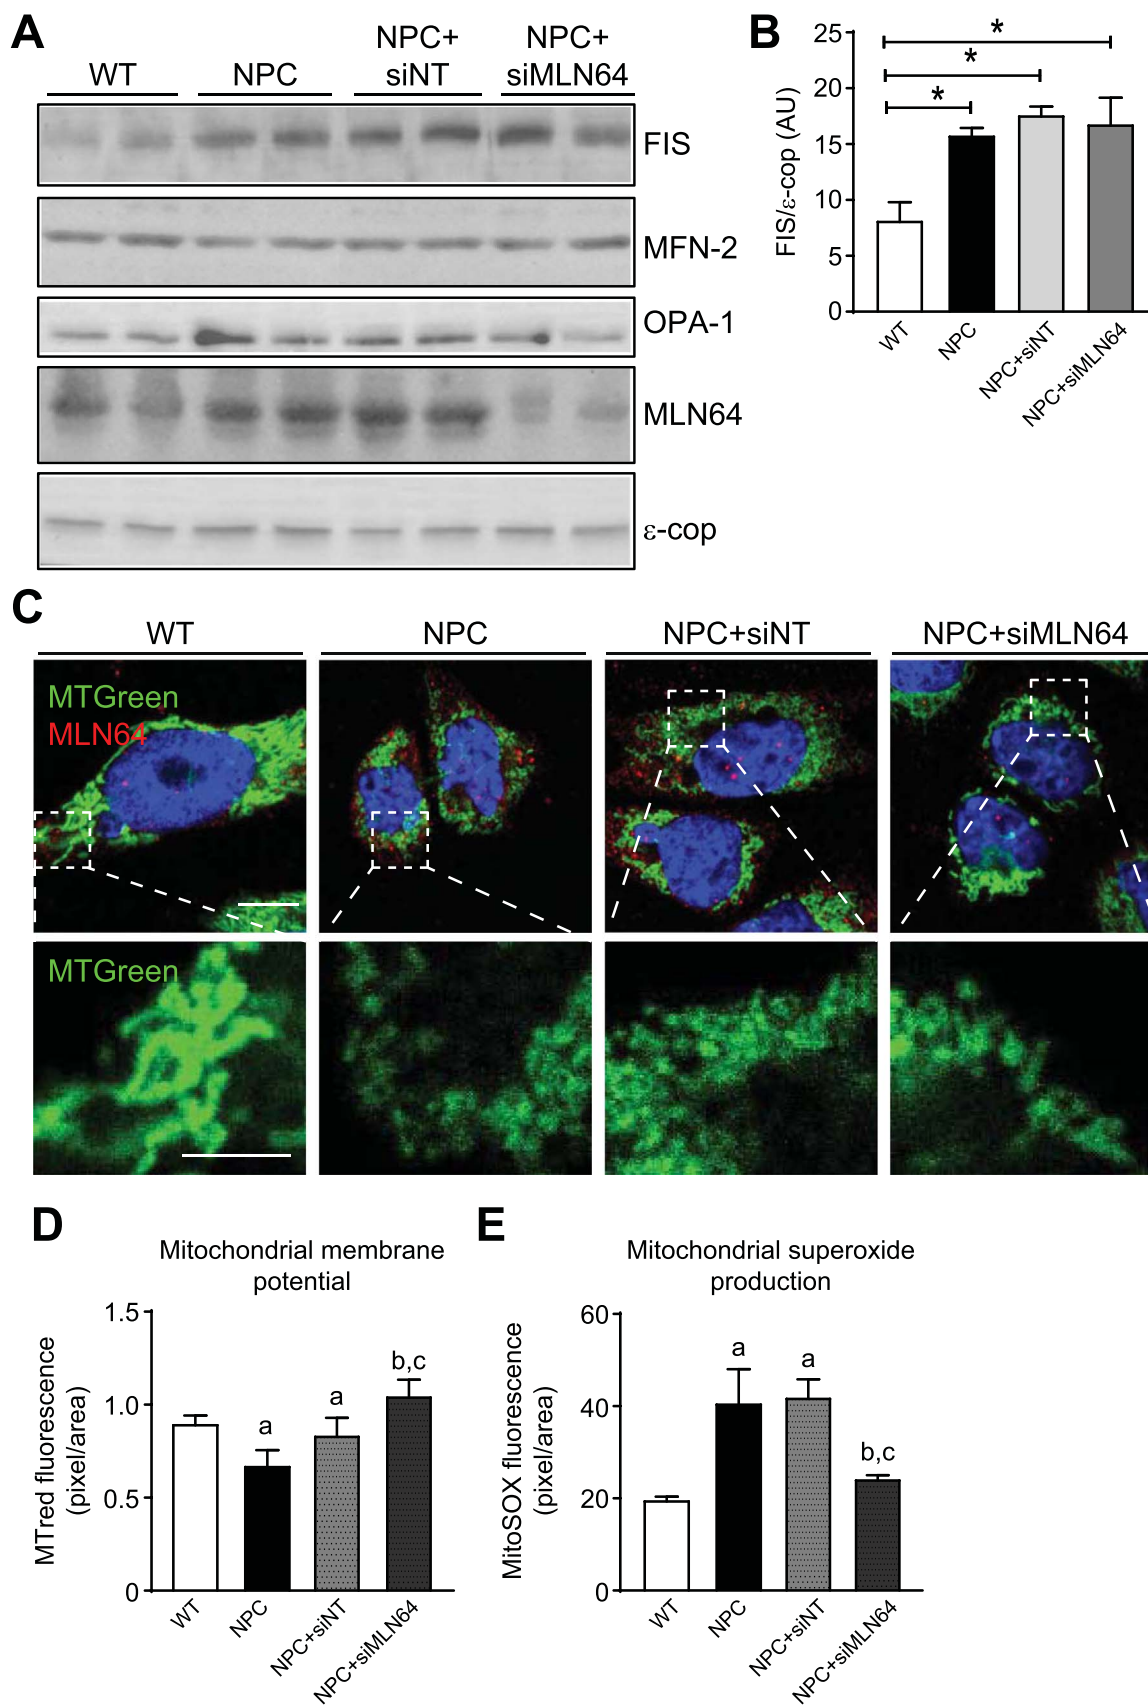 A
WT
NPC
NPC+
siNT
NPC+
siMLN64
FIS
MFN-2
OPA-1
MLN64
ε-cop
B
FIS/ε-cop (AU)
25
20
15
10
5
0
*
*
*
WT
NPC
NPC+siNT
NPC+siMLN64
C
WT
NPC
NPC+siNT
NPC+siMLN64
MTGreen
MLN64
MTGreen
D
Mitochondrial membrane
potential
MTred fluorescence
(pixel/area)
1.5
1.0
0.5
0
a
a
b,c
WT
NPC
NPC+siNT
NPC+siMLN64
E
Mitochondrial superoxide
production
MitoSOX fluorescence
(pixel/area)
60
40
20
0
a
a
b,c
WT
NPC
NPC+siNT
NPC+siMLN64